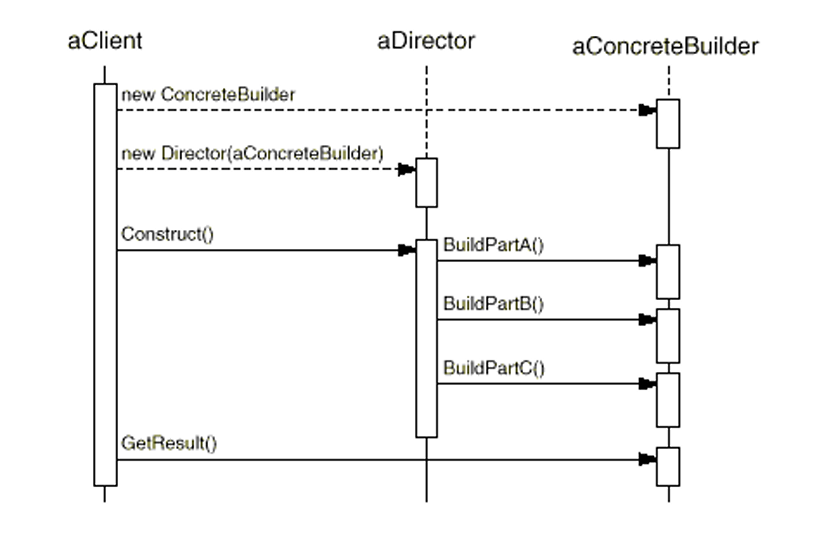 aClient
aDirector
aConcreteBuilder
new ConcreteBuilder
new Director(aConcreteBuilder)
Construct()
BuildPartA()
BuildPartB()
BuildPartC()
GetResult()